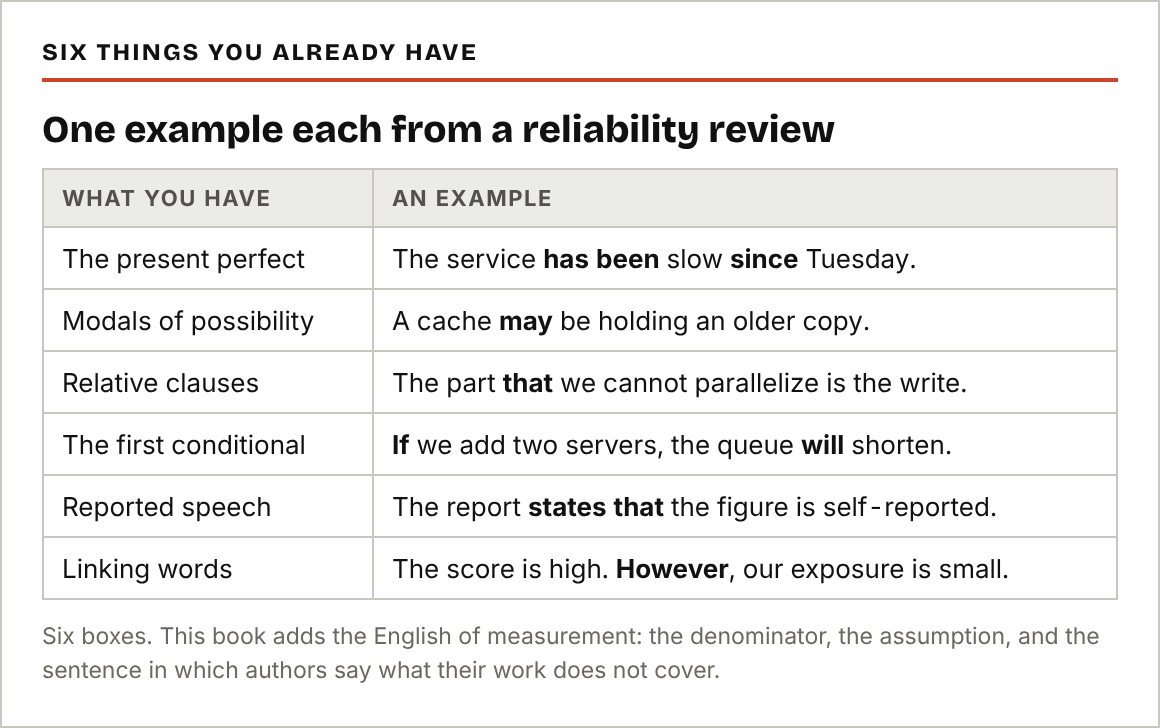 SIX THINGS YOU ALREADY HAVE
One example each from a reliability review
WHAT YOU HAVE AN EXAMPLE
The present perfect The service has been slow since Tuesday.
Modals of possibility A cache may be holding an older copy.
Relative clauses The part that we cannot parallelize is the write.
The first conditional If we add two servers, the queue will shorten.
Reported speech The report states that the figure is self-reported.
Linking words The score is high. However, our exposure is small.
Six boxes. This book adds the English of measurement: the denominator, the assumption, and the
sentence in which authors say what their work does not cover.